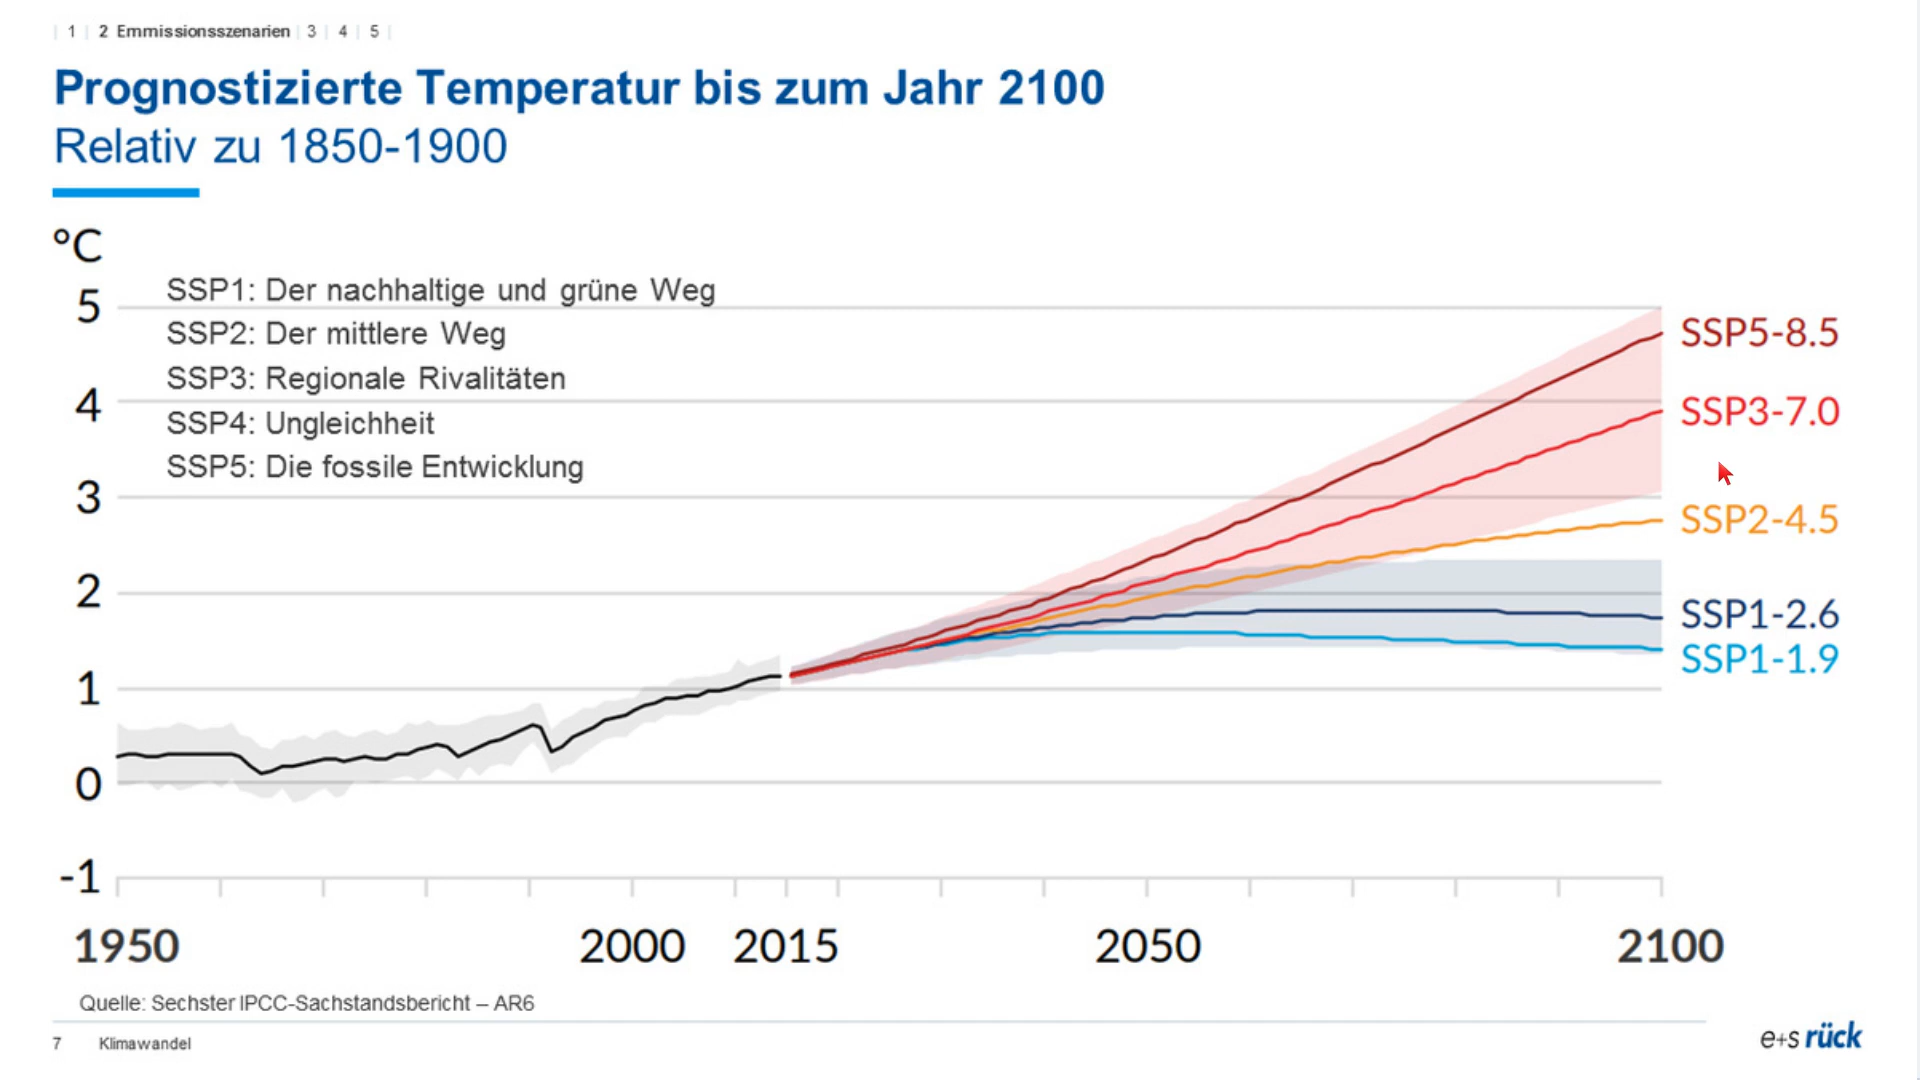 1 2 Emmissionsszenarien 3 4 5
Prognostizierte Temperatur bis zum Jahr 2100
Relativ zu 1850-1900
°C
SSP1: Der nachhaltige und grüne Weg
5
SSP2: Der mittlere Weg
SSP5-8.5
SSP3: Regionale Rivalitäten
4
SSP3-7.0
SSP4: Ungleichheit
SSP5: Die fossile Entwicklung
3
SSP2-4.5
2
SSP1-2.6
SSP1-1.9
1
0
-1
1950 2000 2015 2050 2100
Quelle: Sechster IPCC-Sachstandsbericht – AR6
7 Klimawandel
e+s rück